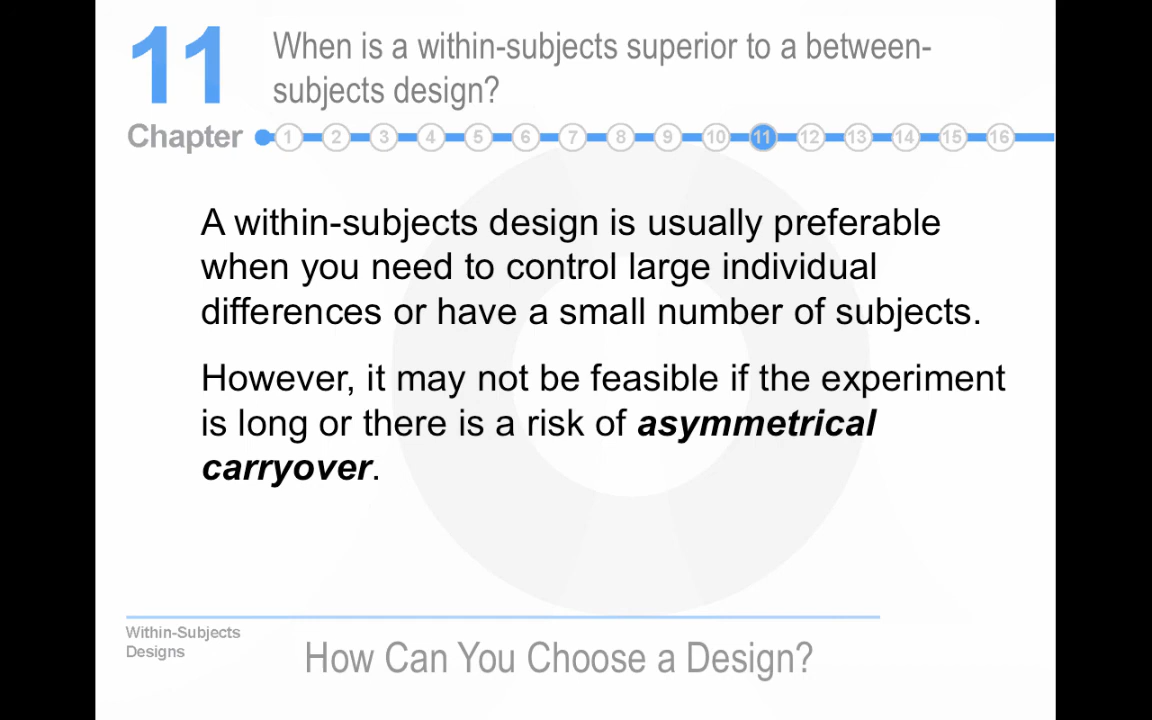 11
When is a within-subjects superior to a between-
subjects design?
Chapter
1 2 3 4 5 6 7 8 9 10 11 12 13 14 15 16
A within-subjects design is usually preferable
when you need to control large individual
differences or have a small number of subjects.
However, it may not be feasible if the experiment
is long or there is a risk of asymmetrical
carryover.
Within-Subjects
Designs
How Can You Choose a Design?